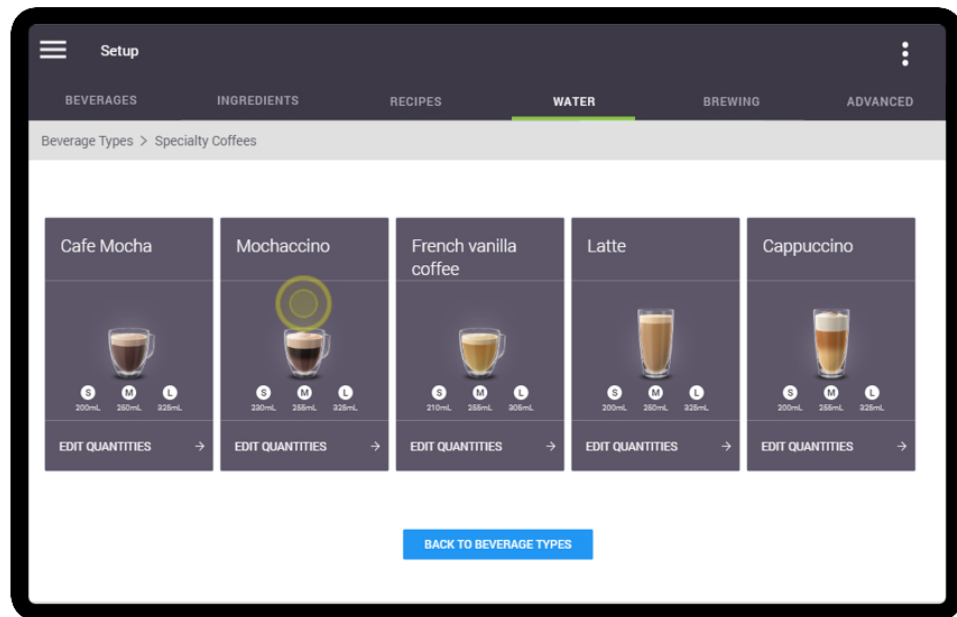 Setup
BEVERAGES INGREDIENTS RECIPES WATER BREWING ADVANCED
Beverage Types > Specialty Coffees
Cafe Mocha
S M L
200mL 250mL 325mL
EDIT QUANTITIES →
Mochaccino
S M L
230mL 255mL 325mL
EDIT QUANTITIES →
French vanilla
coffee
S M L
210mL 255mL 305mL
EDIT QUANTITIES →
Latte
S M L
200mL 250mL 325mL
EDIT QUANTITIES →
Cappuccino
S M L
200mL 255mL 325mL
EDIT QUANTITIES →
BACK TO BEVERAGE TYPES